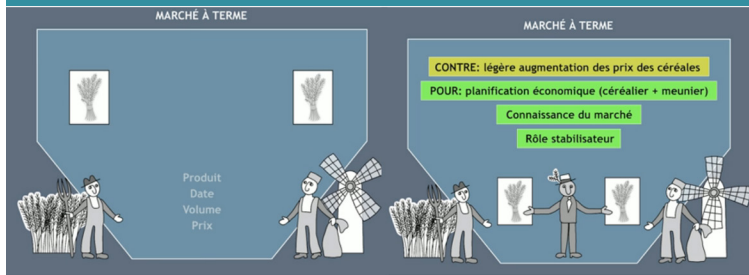 MARCHÉ À TERME
Produit
Date
Volume
Prix
MARCHÉ À TERME
CONTRE: légère augmentation des prix des céréales
POUR: planification économique (céréalier + meunier)
Connaissance du marché
Rôle stabilisateur